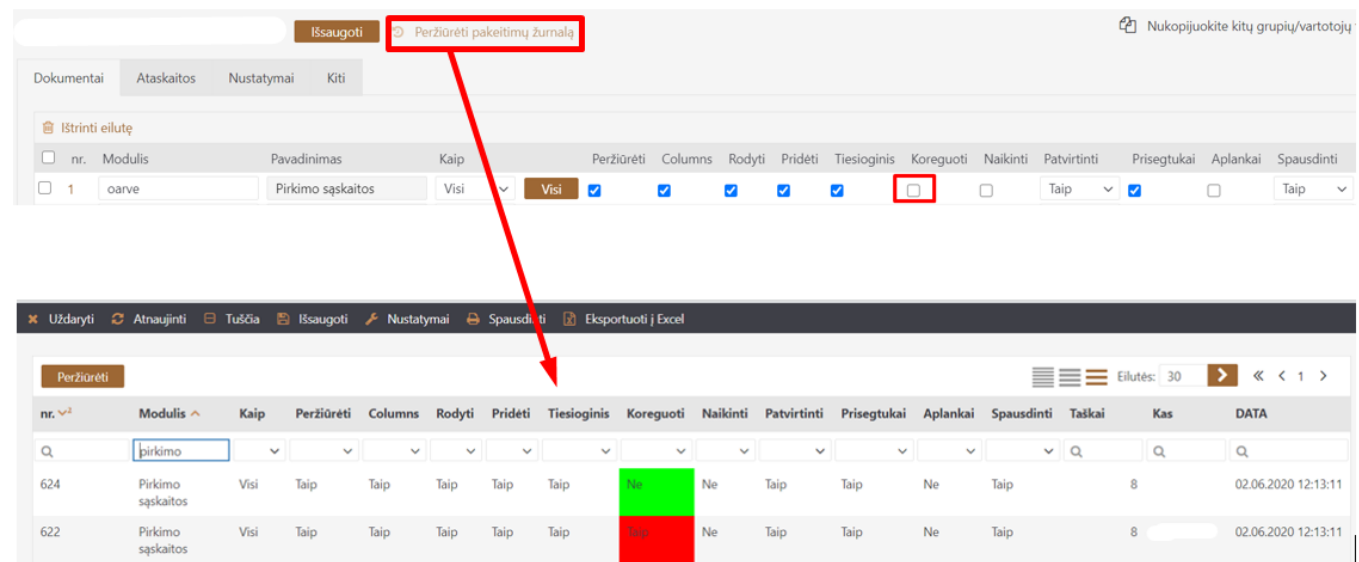 Išsaugoti Peržiūrėti pakeitimų žurnalą Nukopijuokite kitų grupių/vartotojų
Dokumentai Ataskaitos Nustatymai Kiti
Ištrinti eilutę
nr. Modulis Pavadinimas Kaip Peržiūrėti Columns Rodyti Pridėti Tiesioginis Koreguoti Naikinti Patvirtinti Prisegtukai Aplankai Spausdinti
1 oarve Pirkimo sąskaitos Visi Visi Taip Taip
Uždaryti Atnaujinti Tuščia Išsaugoti Nustatymai Spausdinti Eksportuoti į Excel
Peržiūrėti Eilutės: 30 1
nr. 2 Modulis Kaip Peržiūrėti Columns Rodyti Pridėti Tiesioginis Koreguoti Naikinti Patvirtinti Prisegtukai Aplankai Spausdinti Taškai Kas DATA
pirkimo
624 Pirkimo Visi Taip Taip Taip Taip Taip Ne Ne Taip Taip Ne Taip 8 02.06.2020 12:13:11
sąskaitos
622 Pirkimo Visi Taip Taip Taip Taip Taip Taip Ne Taip Taip Ne Taip 8 02.06.2020 12:13:11
sąskaitos